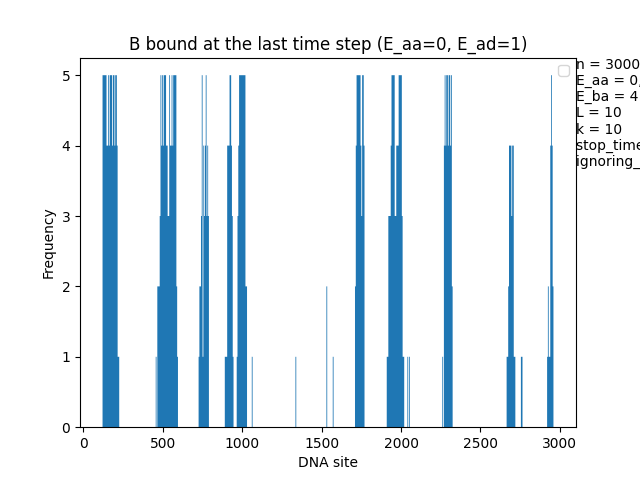 B bound at the last time step (E_aa=0, E_ad=1)
n = 3000
E_aa = 0,
E_ba = 4
L = 10
k = 10
stop_time
ignoring_
Frequency
5
4
3
2
1
0
0 500 1000 1500 2000 2500 3000
DNA site